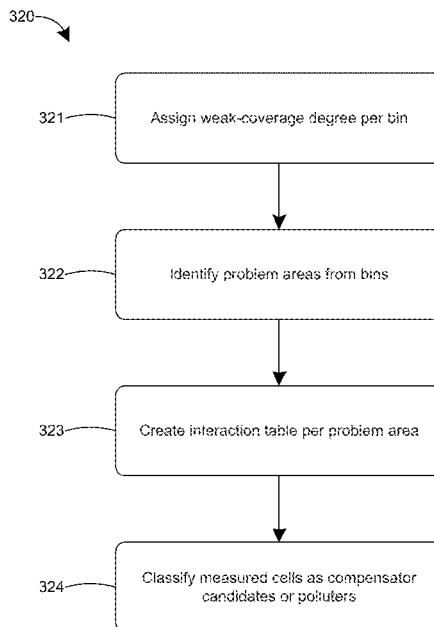 320
321
Assign weak-coverage degree per bin
322
Identify problem areas from bins
323
Create interaction table per problem area
324
Classify measured cells as compensator
candidates or polluters